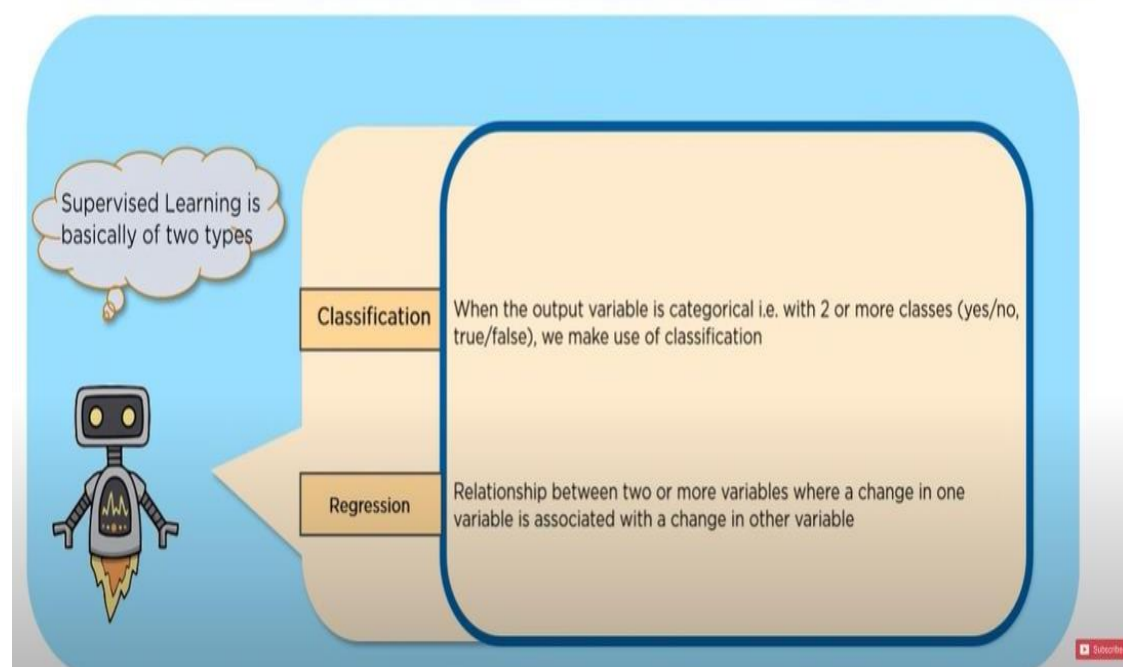 Supervised Learning is
basically of two types
Classification
When the output variable is categorical i.e. with 2 or more classes (yes/no,
true/false), we make use of classification
Regression
Relationship between two or more variables where a change in one
variable is associated with a change in other variable
Subscribe